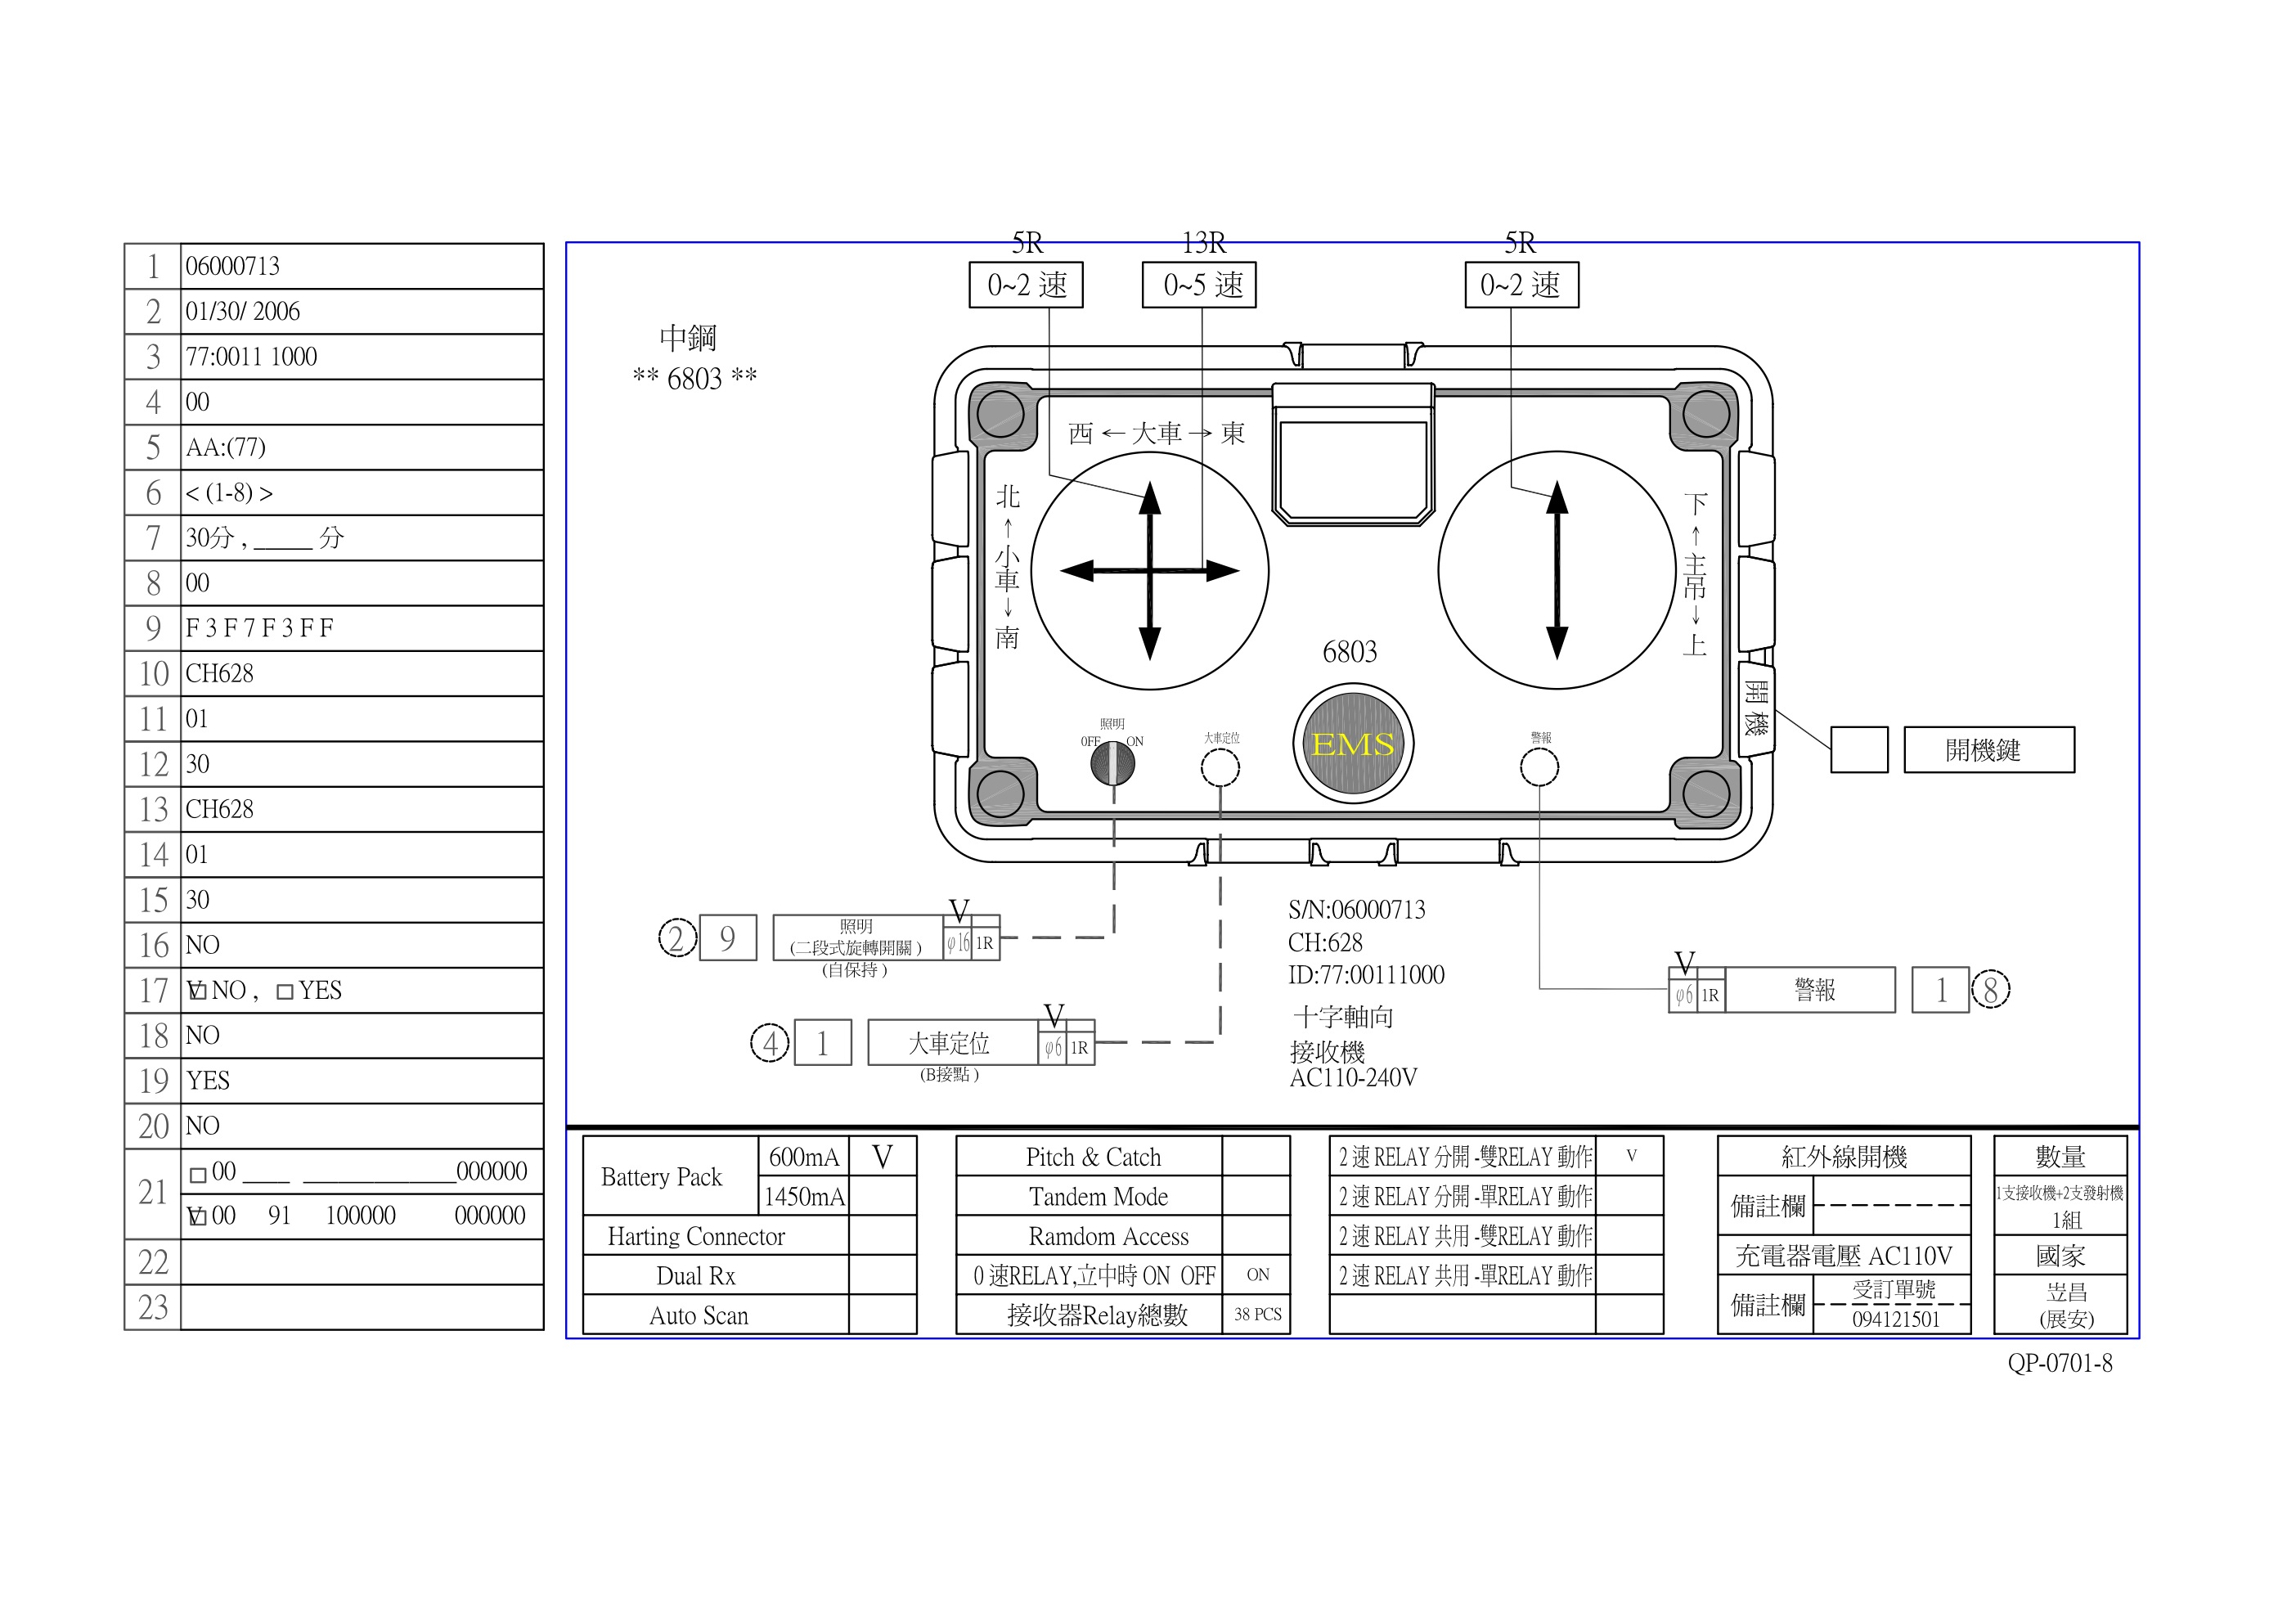 1 06000713
2 01/30/ 2006
3 77:0011 1000
4 00
5 AA:(77)
6 < (1-8) >
7 30分 , _____ 分
8 00
9 F 3 F 7 F 3 F F
10 CH628
11 01
12 30
13 CH628
14 01
15 30
16 NO
17 V□ NO , □ YES
18 NO
19 YES
20 NO
21 □ 00 ____ _____________000000
V□ 00 91 100000 000000
22
23
5R 13R 5R
0~2 速 0~5 速 0~2 速
中鋼
** 6803 **
西 ← 大車 → 東
北 ↑ 小車 ↓ 南
下 ↑ 主吊 ↓ 上
6803
開機
開機鍵
照明
OFF ON
大車定位
EMS
警報
2 9 照明 V
(二段式旋轉開關 ) φ16 1R
(自保持 )
4 1 大車定位 V φ6 1R
(B接點 )
S/N:06000713
CH:628
ID:77:00111000
十字軸向
接收機
AC110-240V
V φ6 1R 警報 1 8
Battery Pack 600mA V
1450mA
Harting Connector
Dual Rx
Auto Scan
Pitch & Catch
Tandem Mode
Ramdom Access
0 速RELAY,立中時 ON OFF ON
接收器Relay總數 38 PCS
2 速 RELAY 分開 -雙RELAY 動作 V
2 速 RELAY 分開 -單RELAY 動作
2 速 RELAY 共用 -雙RELAY 動作
2 速 RELAY 共用 -單RELAY 動作
紅外線開機
備註欄
充電器電壓 AC110V
備註欄 受訂單號
094121501
數量
1支接收機+2支發射機
1組
國家
岦昌
(展安)
QP-0701-8